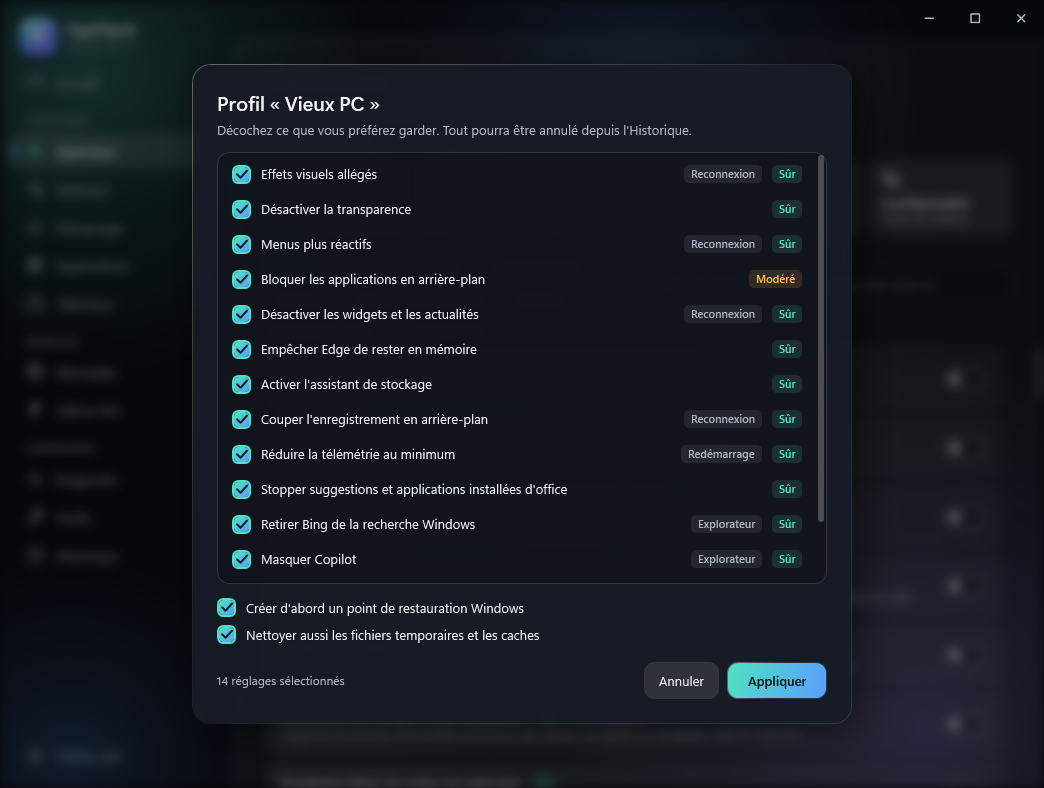 Profil « Vieux PC »
Décochez ce que vous préférez garder. Tout pourra être annulé depuis l'Historique.
Effets visuels allégés Reconnexion Sûr
Désactiver la transparence Sûr
Menus plus réactifs Reconnexion Sûr
Bloquer les applications en arrière-plan Modéré
Désactiver les widgets et les actualités Reconnexion Sûr
Empêcher Edge de rester en mémoire Sûr
Activer l'assistant de stockage Sûr
Couper l'enregistrement en arrière-plan Reconnexion Sûr
Réduire la télémétrie au minimum Redémarrage Sûr
Stopper suggestions et applications installées d'office Sûr
Retirer Bing de la recherche Windows Explorateur Sûr
Masquer Copilot Explorateur Sûr
Créer d'abord un point de restauration Windows
Nettoyer aussi les fichiers temporaires et les caches
14 réglages sélectionnés
Annuler
Appliquer